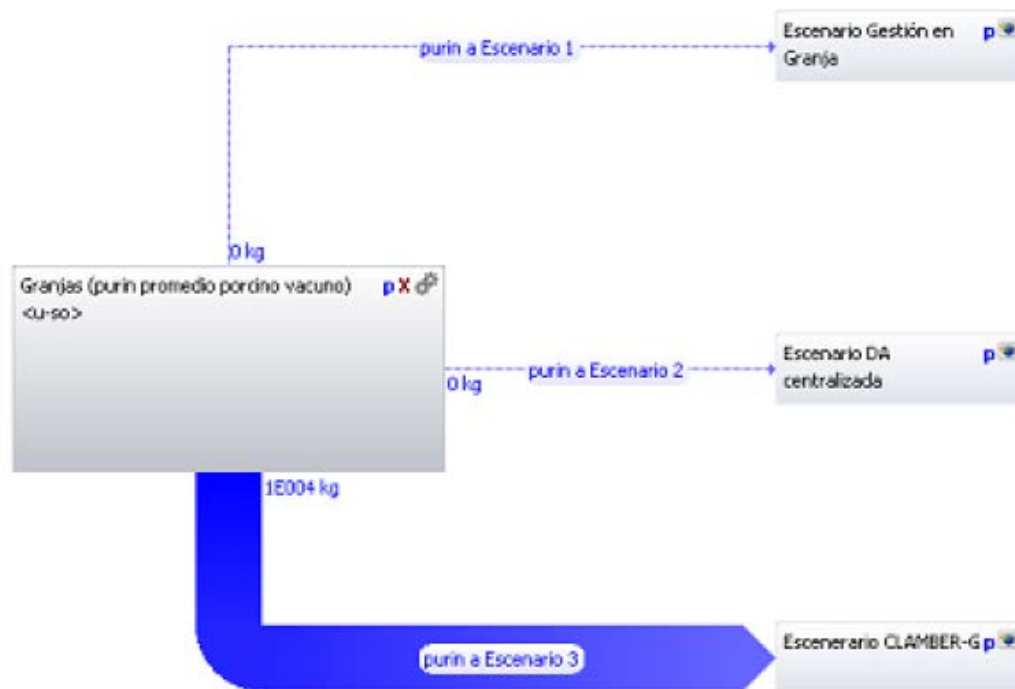 Escenario Gestión en p
Granja
purin a Escenario 1
0 kg
Granjas (purin promedio porcino vacuno) p X
<u-so>
Escenario DA p
centralizada
purin a Escenario 2
0 kg
1E004 kg
Escenerario CLAMBER-G p
purin a Escenario 3